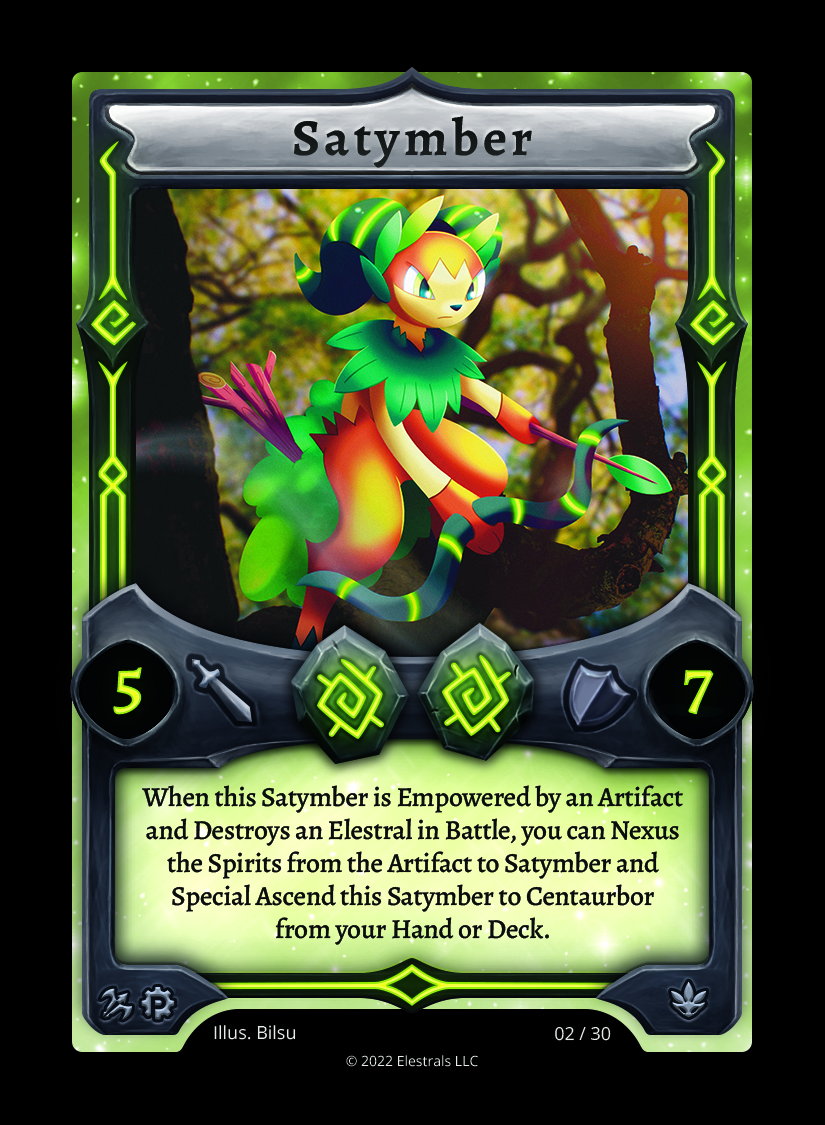 Satymber
5
7
When this Satymber is Empowered by an Artifact
and Destroys an Elestral in Battle, you can Nexus
the Spirits from the Artifact to Satymber and
Special Ascend this Satymber to Centaurbor
from your Hand or Deck.
Illus. Bilsu
02 / 30
© 2022 Elestrals LLC